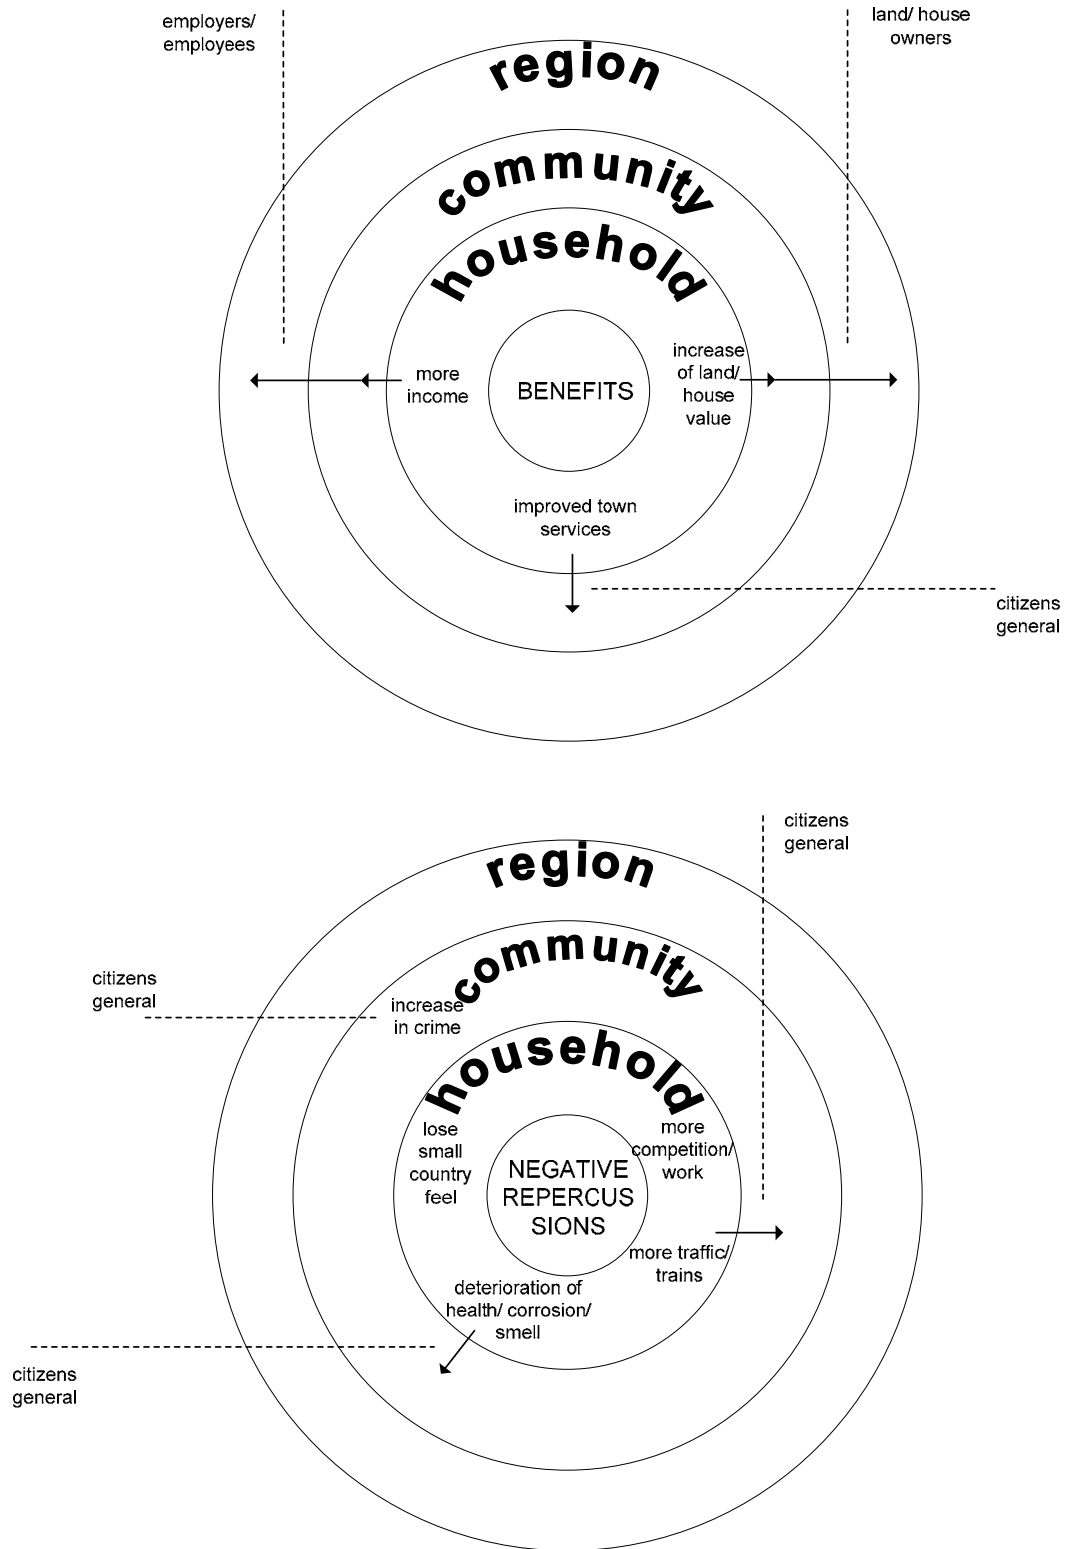 employers/
employees
land/ house
owners
region
community
household
more
income
BENEFITS
increase
of land/
house
value
improved town
services
citizens
general
citizens
general
region
community
citizens
general
increase
in crime
household
lose
small
country
feel
NEGATIVE
REPERCUS
SIONS
more
competition/
work
more traffic/
trains
deterioration of
health/ corrosion/
smell
citizens
general